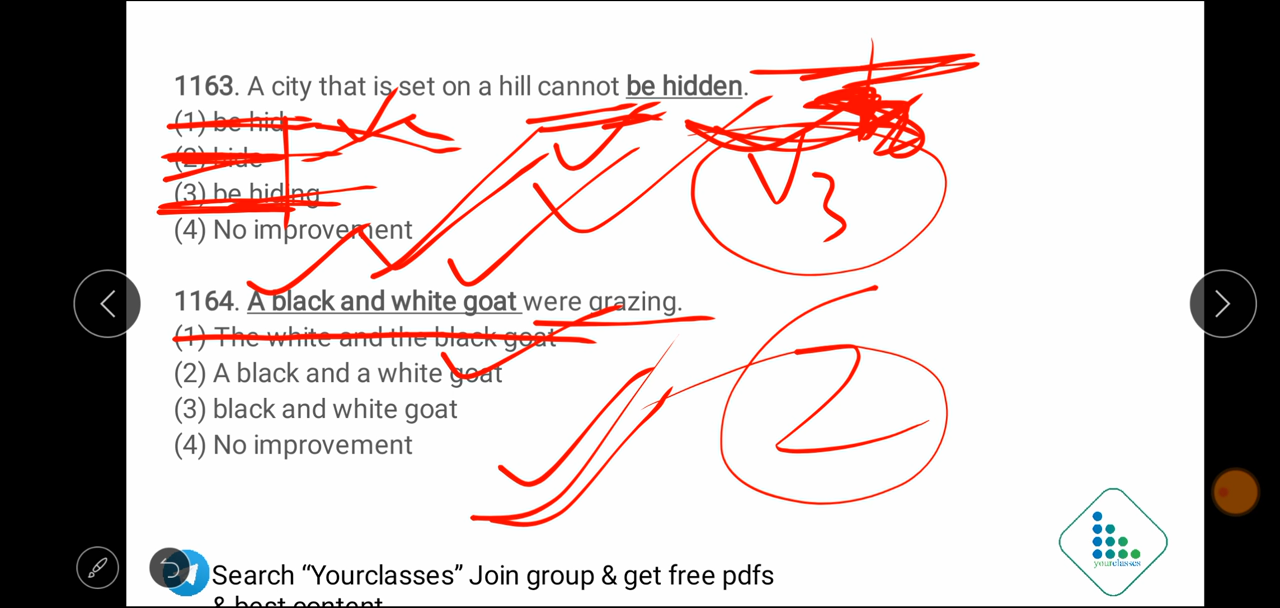 1163. A city that is set on a hill cannot be hidden.
(1) be hid
(2) hide
(3) be hiding
(4) No improvement
3
1164. A black and white goat were grazing.
(1) The white and the black goat
(2) A black and a white goat
(3) black and white goat
(4) No improvement
2
yourclasses
Search “Yourclasses” Join group & get free pdfs
& best content